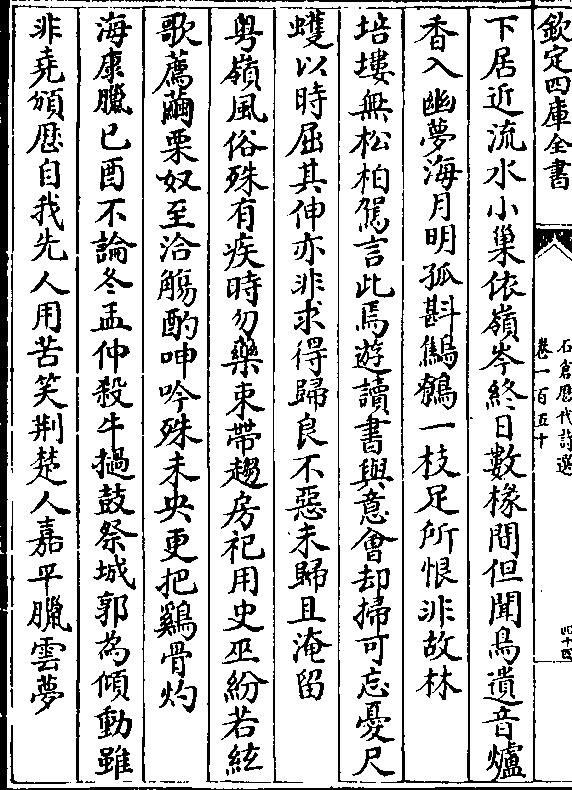 欽定四庫全書
石倉歷代詩選
卷一百五十
四十四
下居近流水小巢依嶺岑終日數椽間但聞鳥遺音爐
香入幽夢海月明孤斟鷦鷯一枝足所恨非故林
培塿無松柏駕言此焉遊讀書與意會却掃可忘憂尺
蠖以時屈其伸亦非求得歸良不惡未歸且淹留
粤嶺風俗殊有疾時勿藥束帶趨房祀用史巫紛若絃
歌薦繭栗奴至洽觴酌呻吟殊未央更把鷄骨灼
海康臘己酉不論冬孟仲殺牛撾鼓祭城郭為傾動雖
非堯頒厯自我先人用苦笑荆楚人嘉平臘雲夢